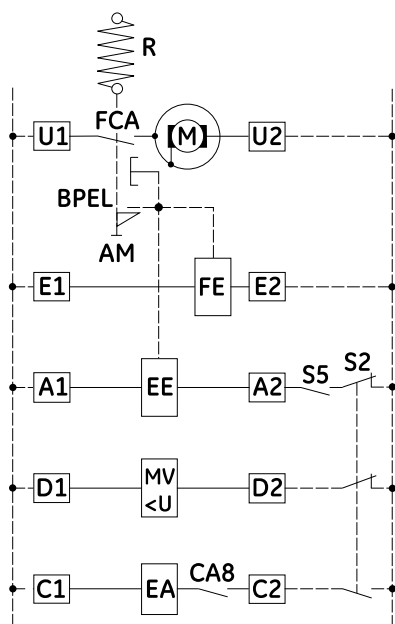 R
FCA
U1 M U2
BPEL
AM
E1 FE E2
S2
S5
A1 EE A2
D1 MV <U D2
CA8
C1 EA C2